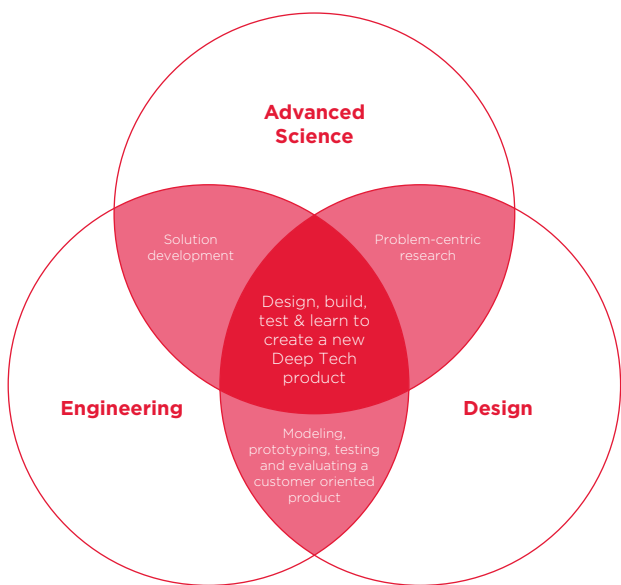 Advanced
Science
Solution
development
Problem-centric
research
Design, build,
test & learn to
create a new
Deep Tech
product
Engineering
Design
Modeling,
prototyping, testing
and evaluating a
customer oriented
product